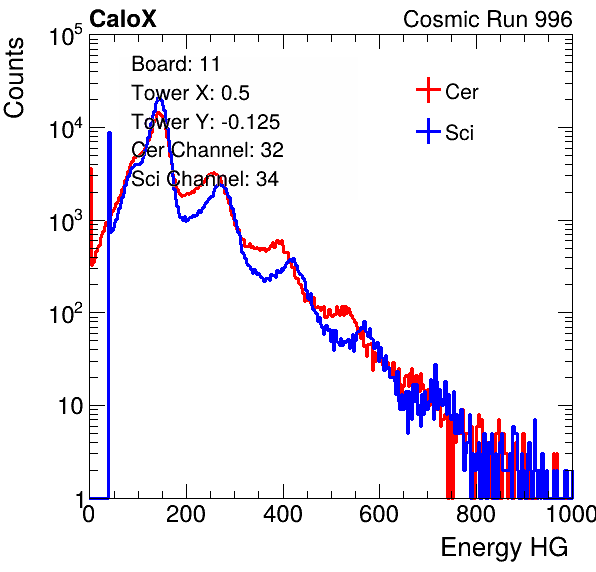 CaloX Cosmic Run 996
10^5
Counts
Board: 11
Tower X: 0.5
Cer
Tower Y: -0.125
10^4
Sci
Cer Channel: 32
Sci Channel: 34
10^3
10^2
10
1
0 200 400 600 800 1000
Energy HG